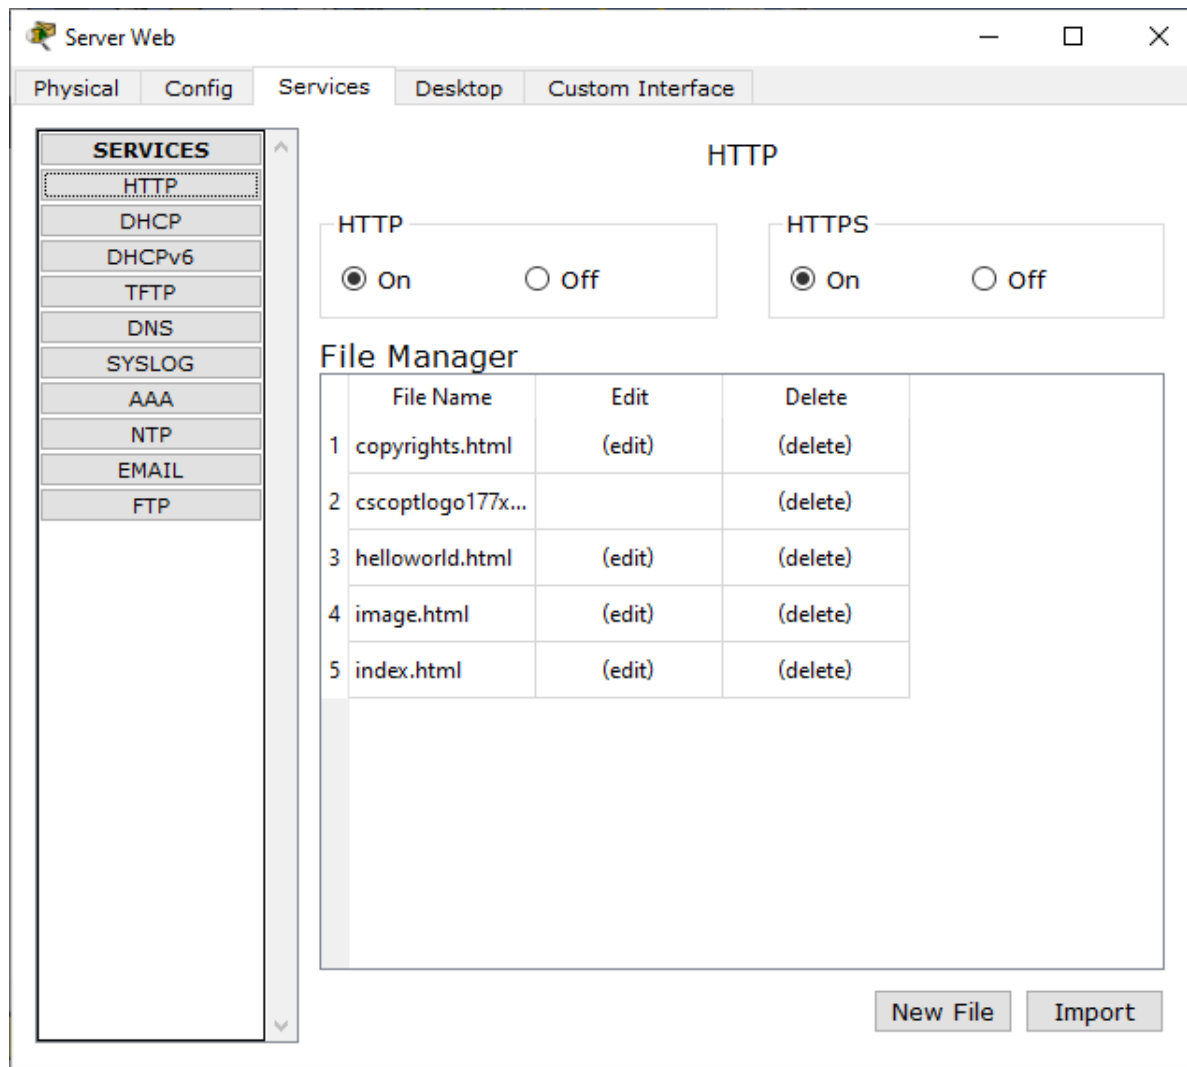 Server Web
Physical Config Services Desktop Custom Interface
SERVICES
HTTP
DHCP
DHCPv6
TFTP
DNS
SYSLOG
AAA
NTP
EMAIL
FTP
HTTP
HTTP HTTPS
On Off On Off
File Manager
File Name Edit Delete
1 copyrights.html (edit) (delete)
2 cscoptlogo177x... (delete)
3 helloworld.html (edit) (delete)
4 image.html (edit) (delete)
5 index.html (edit) (delete)
New File Import